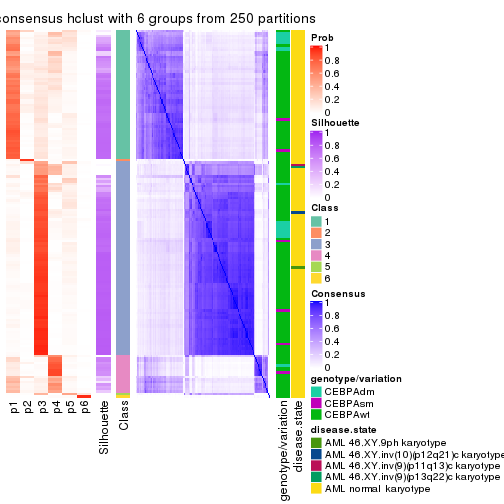 consensus hclust with 6 groups from 250 partitions
p1
p2
p3
p4
p5
p6
Silhouette
Class
genotype/variation
disease.state
Prob
1
0.8
0.6
0.4
0.2
0
Silhouette
1
0.8
0.6
0.4
0.2
0
Class
1
2
3
4
5
6
Consensus
1
0.8
0.6
0.4
0.2
0
genotype/variation
CEBPAdm
CEBPAsm
CEBPAwt
disease.state
AML 46.XY.9ph karyotype
AML 46.XY.inv(10)(p12q21)c karyotype
AML 46.XY.inv(9)(p11q13)c karyotype
AML 46.XY.inv(9)(p13q22)c karyotype
AML normal karyotype